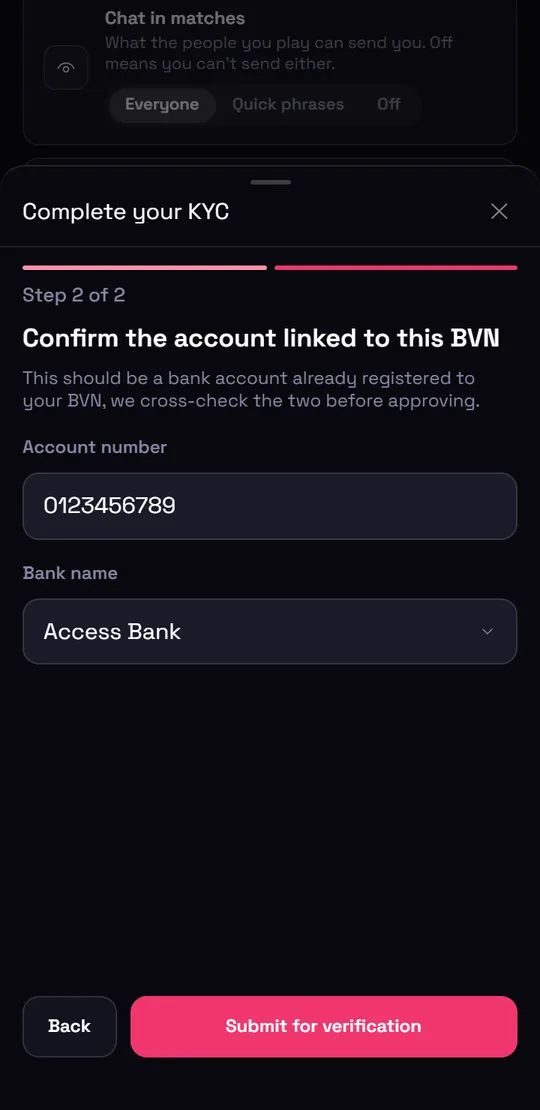 Chat in matches
What the people you play can send you. Off
means you can't send either.
Everyone Quick phrases Off
Complete your KYC
Step 2 of 2
Confirm the account linked to this BVN
This should be a bank account already registered to
your BVN, we cross-check the two before approving.
Account number
0123456789
Bank name
Access Bank
Back Submit for verification